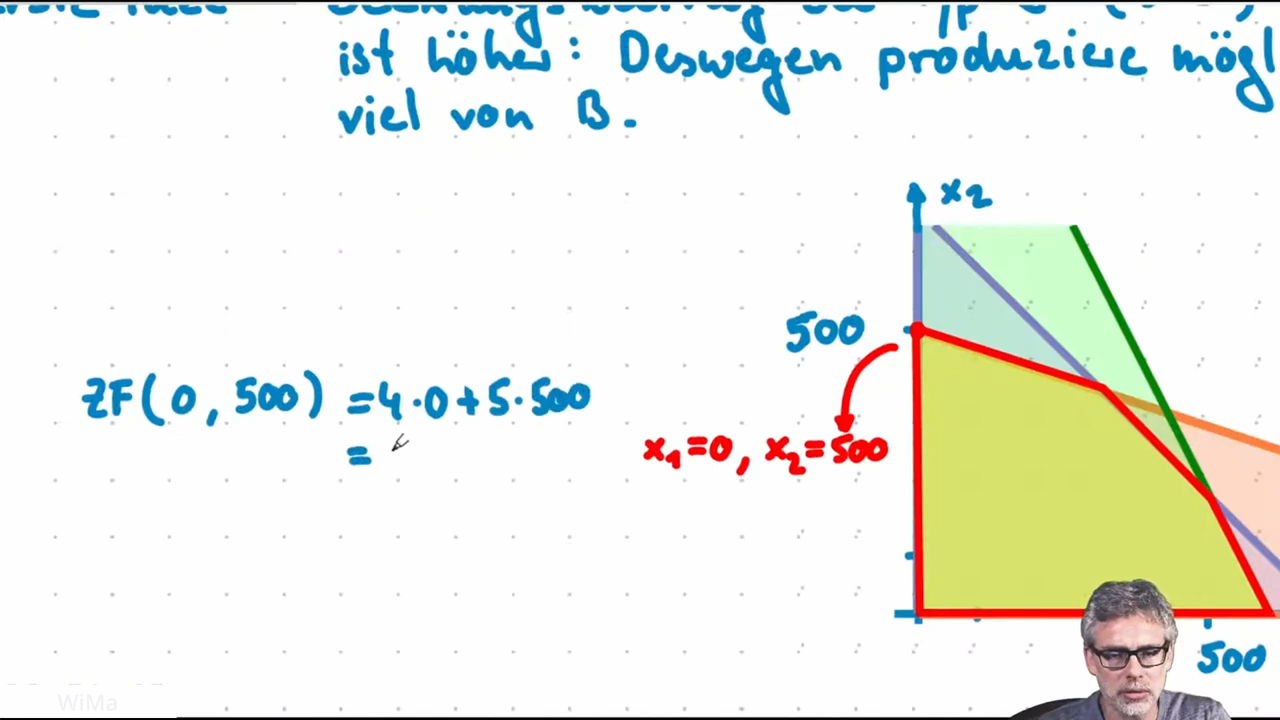 ist höher: Deswegen produziere mögl
viel von B.
x2
500
ZF(0, 500) = 4·0+5·500
=
x1=0, x2=500
500
WiMa